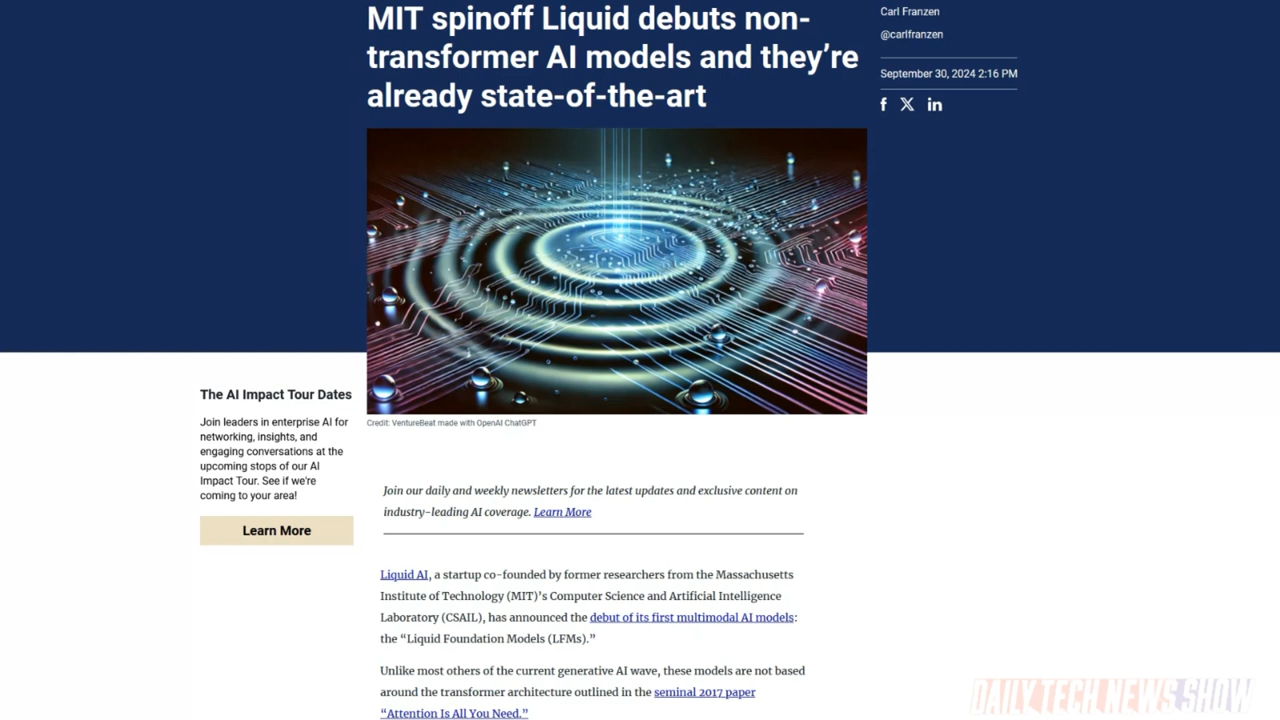 MIT spinoff Liquid debuts non-
transformer AI models and they’re
already state-of-the-art
Carl Franzen
@carlfranzen
September 30, 2024 2:16 PM
Credit: VentureBeat made with OpenAI ChatGPT
The AI Impact Tour Dates
Join leaders in enterprise AI for
networking, insights, and
engaging conversations at the
upcoming stops of our AI
Impact Tour. See if we're
coming to your area!
Learn More
Join our daily and weekly newsletters for the latest updates and exclusive content on
industry-leading AI coverage. Learn More
Liquid AI, a startup co-founded by former researchers from the Massachusetts
Institute of Technology (MIT)’s Computer Science and Artificial Intelligence
Laboratory (CSAIL), has announced the debut of its first multimodal AI models:
the “Liquid Foundation Models (LFMs).”
Unlike most others of the current generative AI wave, these models are not based
around the transformer architecture outlined in the seminal 2017 paper
“Attention Is All You Need.”
DAILY TECH NEWS SHOW